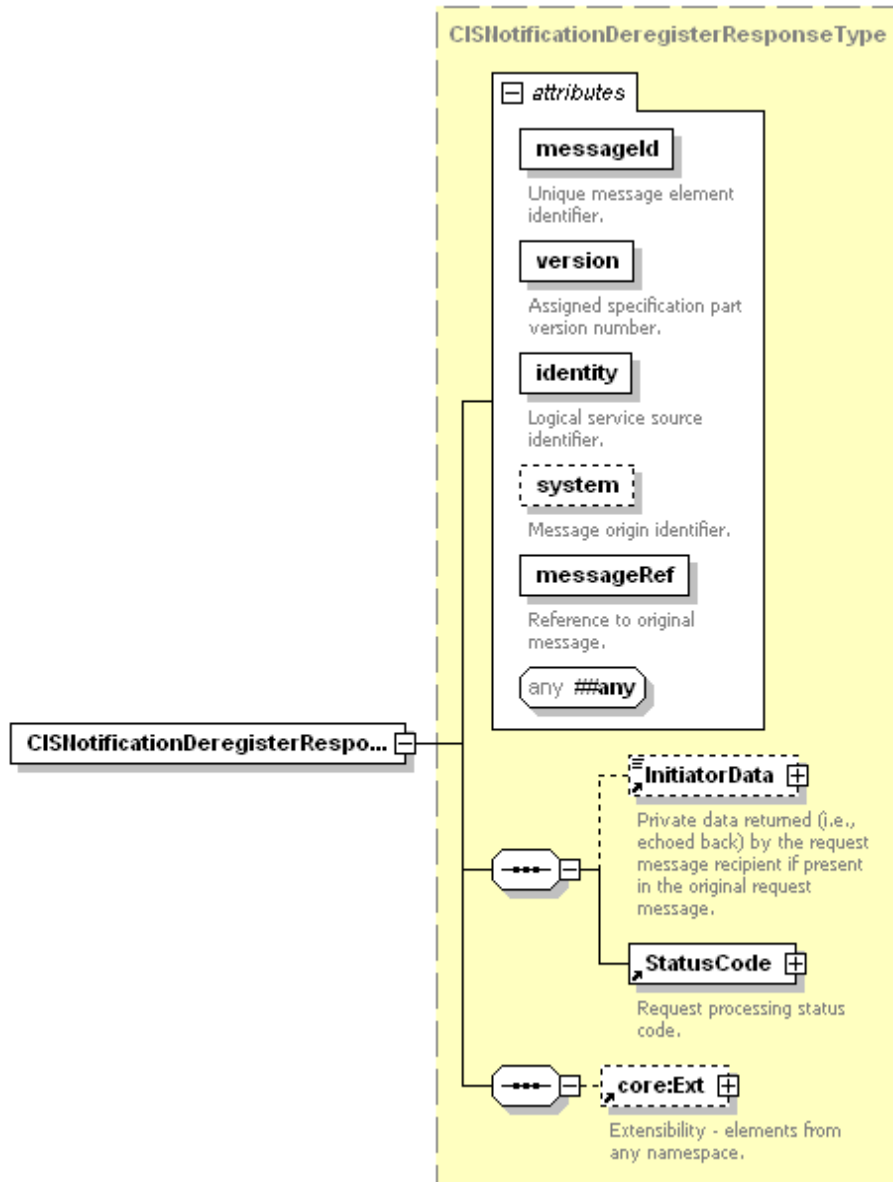 CISNotificationDeregisterResponseType
attributes
messageId
Unique message element
identifier.
version
Assigned specification part
version number.
identity
Logical service source
identifier.
system
Message origin identifier.
messageRef
Reference to original
message.
any ##any
CISNotificationDeregisterRespo...
InitiatorData
Private data returned (i.e.,
echoed back) by the request
message recipient if present
in the original request
message.
StatusCode
Request processing status
code.
core:Ext
Extensibility - elements from
any namespace.